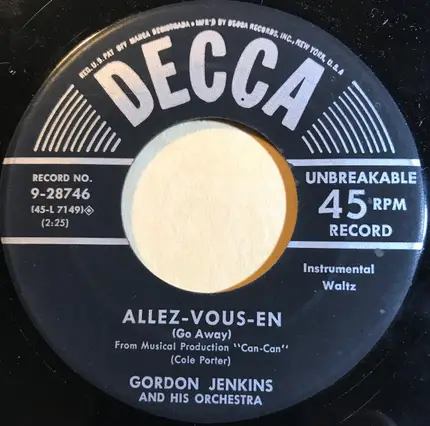 REG. U.S. PAT. OFF. MARCA REGISTRADA • MFR'D BY DECCA RECORDS, INC., NEW YORK, U.S.A.
DECCA
RECORD NO.
9-28746
(45-L 7149)
(2:25)
UNBREAKABLE
45 RPM
RECORD
Instrumental
Waltz
ALLEZ-VOUS-EN
(Go Away)
From Musical Production "Can-Can"
(Cole Porter)
GORDON JENKINS
AND HIS ORCHESTRA